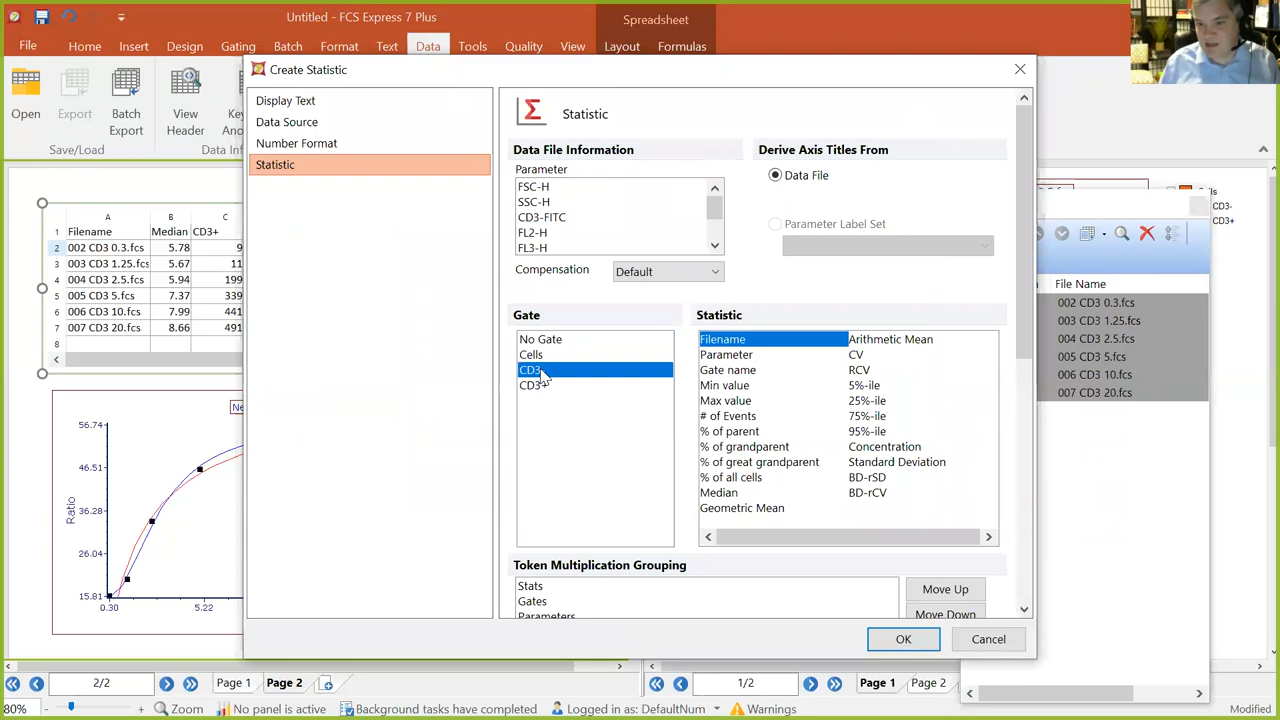 Untitled - FCS Express 7 Plus
Spreadsheet
File Home Insert Design Gating Batch Format Text Data Tools Quality View Layout Formulas
Open
Export
Batch Export
View Header
Save/Load
Create Statistic
Display Text
Data Source
Number Format
Statistic
Statistic
Data File Information
Parameter
FSC-H
SSC-H
CD3-FITC
FL2-H
FL3-H
Compensation Default
Derive Axis Titles From
Data File
Parameter Label Set
Gate
No Gate
Cells
CD3
CD3+
Statistic
Filename Arithmetic Mean
Parameter CV
Gate name RCV
Min value 5%-ile
Max value 25%-ile
# of Events 75%-ile
% of parent 95%-ile
% of grandparent Concentration
% of great grandparent Standard Deviation
% of all cells BD-rSD
Median BD-rCV
Geometric Mean
Token Multiplication Grouping
Stats
Gates
Parameters
Move Up
Move Down
OK Cancel
A B C
1 Filename Median CD3+
2 002 CD3 0.3.fcs 5.78 9
3 003 CD3 1.25.fcs 5.67 11
4 004 CD3 2.5.fcs 5.94 199
5 005 CD3 5.fcs 7.37 339
6 006 CD3 10.fcs 7.99 441
7 007 CD3 20.fcs 8.66 491
8
56.74
46.51
36.28
26.04
15.81
Ratio
0.30 5.22
CD3-
CD3+
File Name
002 CD3 0.3.fcs
003 CD3 1.25.fcs
004 CD3 2.5.fcs
005 CD3 5.fcs
006 CD3 10.fcs
007 CD3 20.fcs
2/2 Page 1 Page 2
1/2 Page 1 Page 2
80% - + Zoom No panel is active Background tasks have completed Logged in as: DefaultNum Warnings Modified